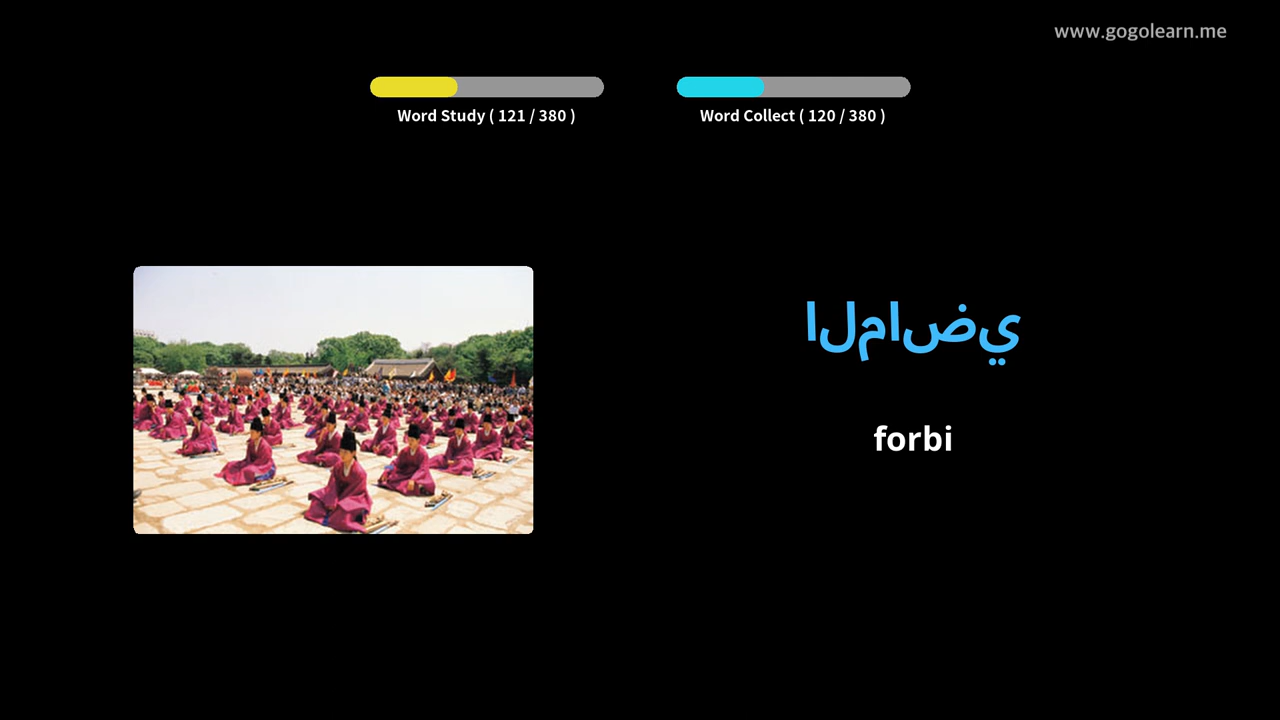 www.gogolearn.me
Word Study ( 121 / 380 )
Word Collect ( 120 / 380 )
الماضي
forbi